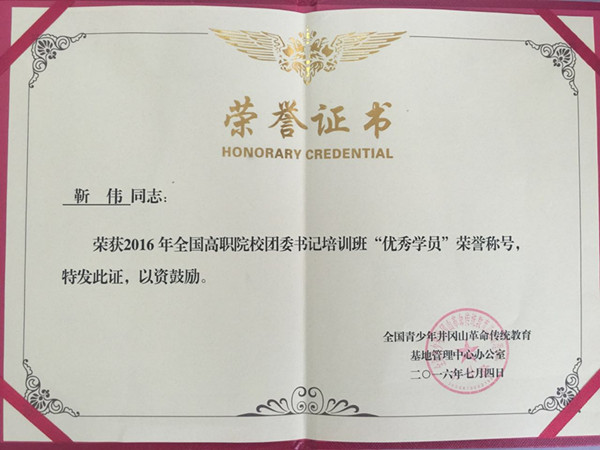 荣誉证书
HONORARY CREDENTIAL
靳 伟 同志：
荣获2016年全国高职院校团委书记培训班“优秀学员”荣誉称号，
特发此证，以资鼓励。
全国青少年井冈山革命传统教育
基地管理中心办公室
二〇一六年七月四日